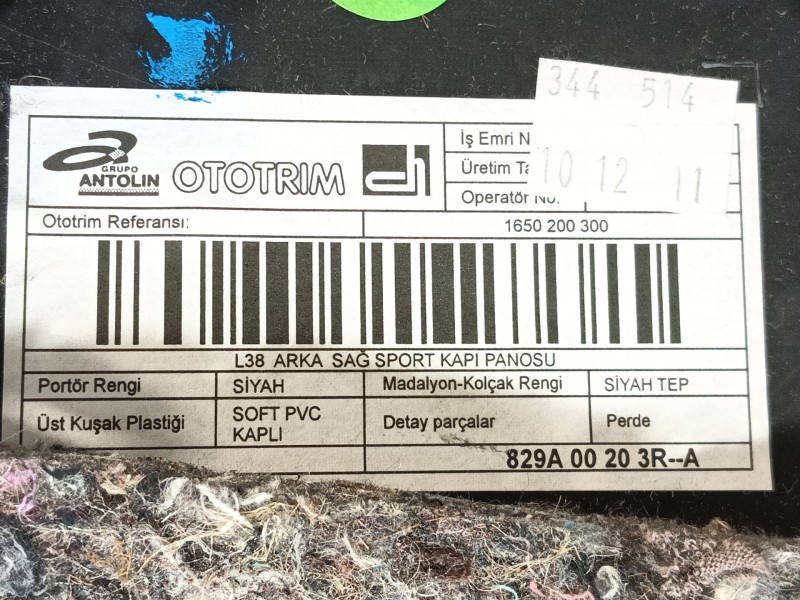 344 514
10 12 11
GRUPO
ANTOLIN
OTOTRIM
İş Emri
Üretim
Operatör No:
Ototrim Referansı:
1650 200 300
L38 ARKA SAĞ SPORT KAPI PANOSU
Portör Rengi
SİYAH
Madalyon-Kolçak Rengi
SİYAH TEP
Üst Kuşak Plastiği
SOFT PVC
KAPLI
Detay parçalar
Perde
829A 00 20 3R--A